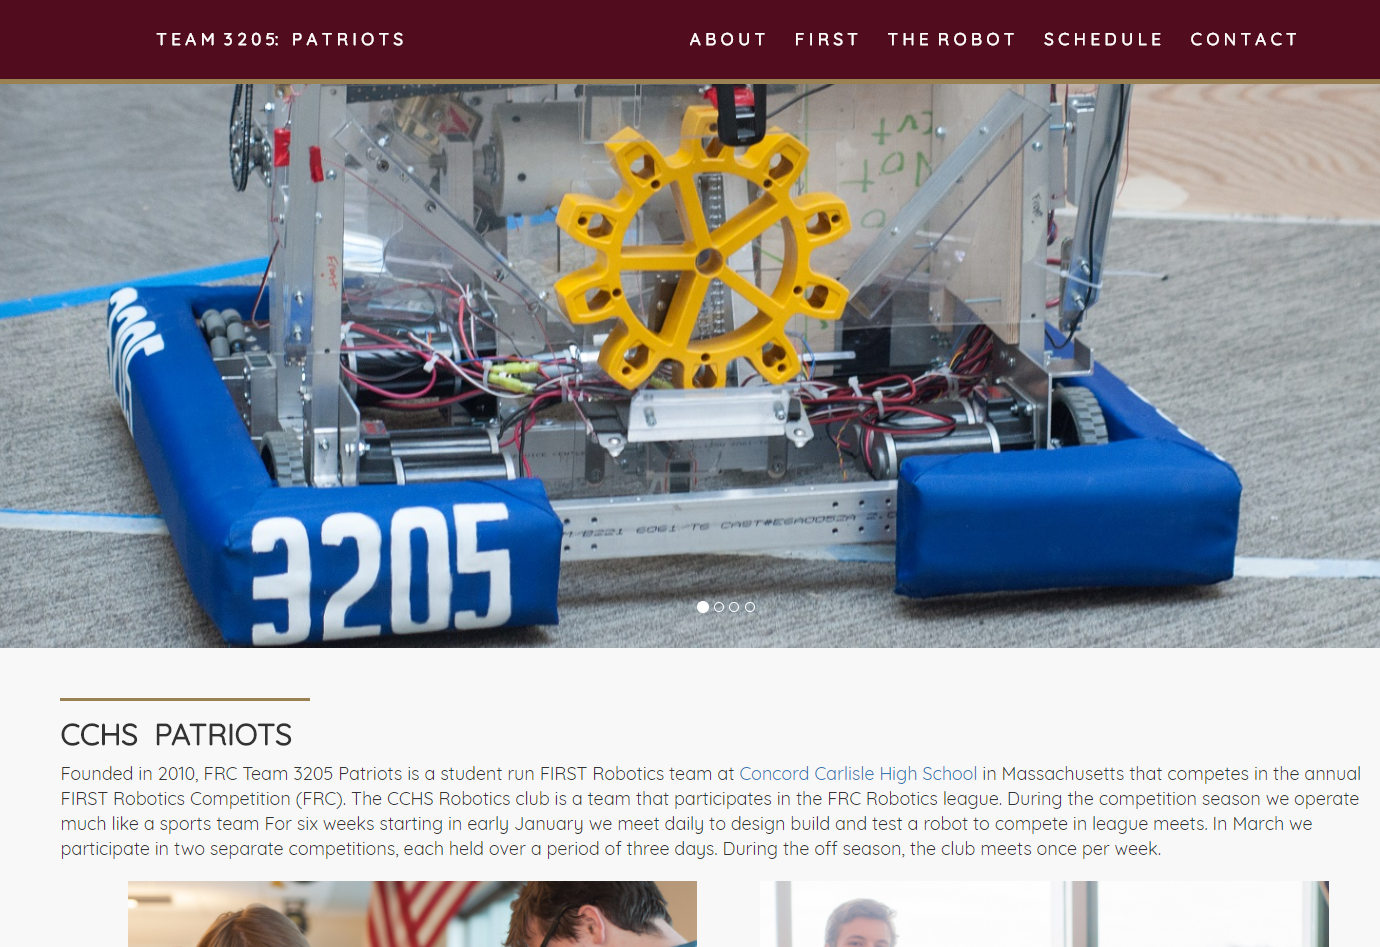 TEAM 3205: PATRIOTS
ABOUT FIRST THE ROBOT SCHEDULE CONTACT
Front
3205
6061-T6
CCHS PATRIOTS
Founded in 2010, FRC Team 3205 Patriots is a student run FIRST Robotics team at Concord Carlisle High School in Massachusetts that competes in the annual
FIRST Robotics Competition (FRC). The CCHS Robotics club is a team that participates in the FRC Robotics league. During the competition season we operate
much like a sports team For six weeks starting in early January we meet daily to design build and test a robot to compete in league meets. In March we
participate in two separate competitions, each held over a period of three days. During the off season, the club meets once per week.